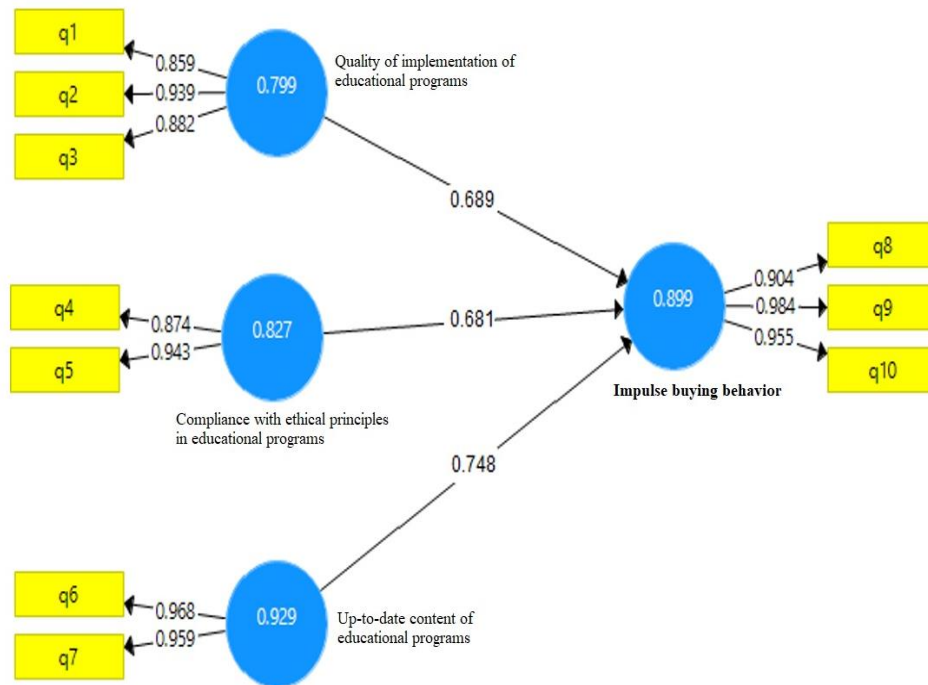 q1
0.859
q2
0.939
q3
0.882
0.799
Quality of implementation of
educational programs
0.689
q4
0.874
q5
0.943
0.827
0.681
Compliance with ethical principles
in educational programs
q8
0.904
q9
0.984
q10
0.955
0.899
Impulse buying behavior
0.748
q6
0.968
q7
0.959
0.929
Up-to-date content of
educational programs